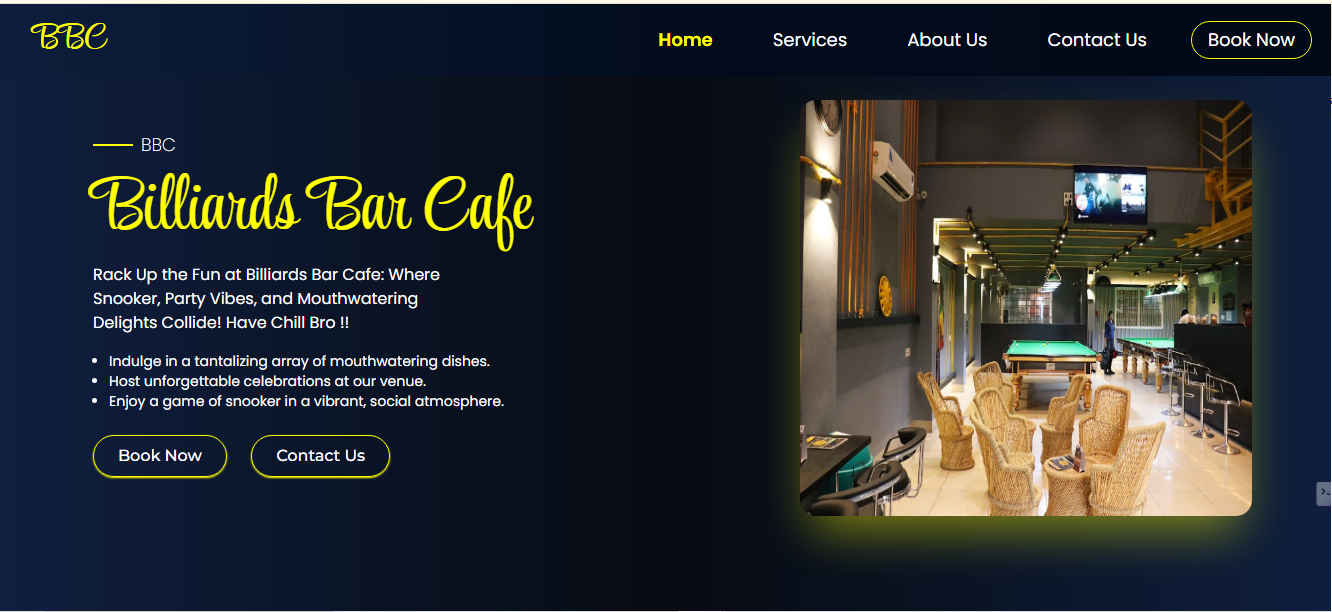 BBC
Home Services About Us Contact Us Book Now
BBC
Billiards Bar Cafe
Rack Up the Fun at Billiards Bar Cafe: Where
Snooker, Party Vibes, and Mouthwatering
Delights Collide! Have Chill Bro !!
Indulge in a tantalizing array of mouthwatering dishes.
Host unforgettable celebrations at our venue.
Enjoy a game of snooker in a vibrant, social atmosphere.
Book Now Contact Us